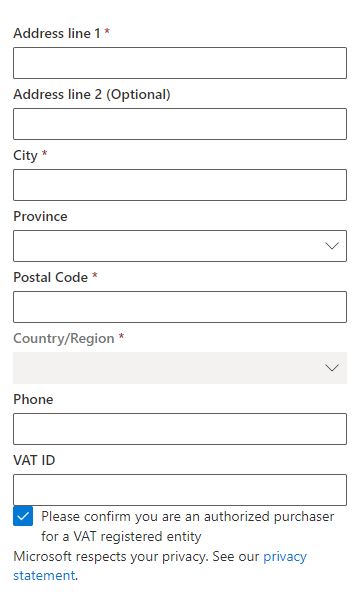 Address line 1 *
Address line 2 (Optional)
City *
Province
Postal Code *
Country/Region *
Phone
VAT ID
Please confirm you are an authorized purchaser
for a VAT registered entity
Microsoft respects your privacy. See our privacy
statement.